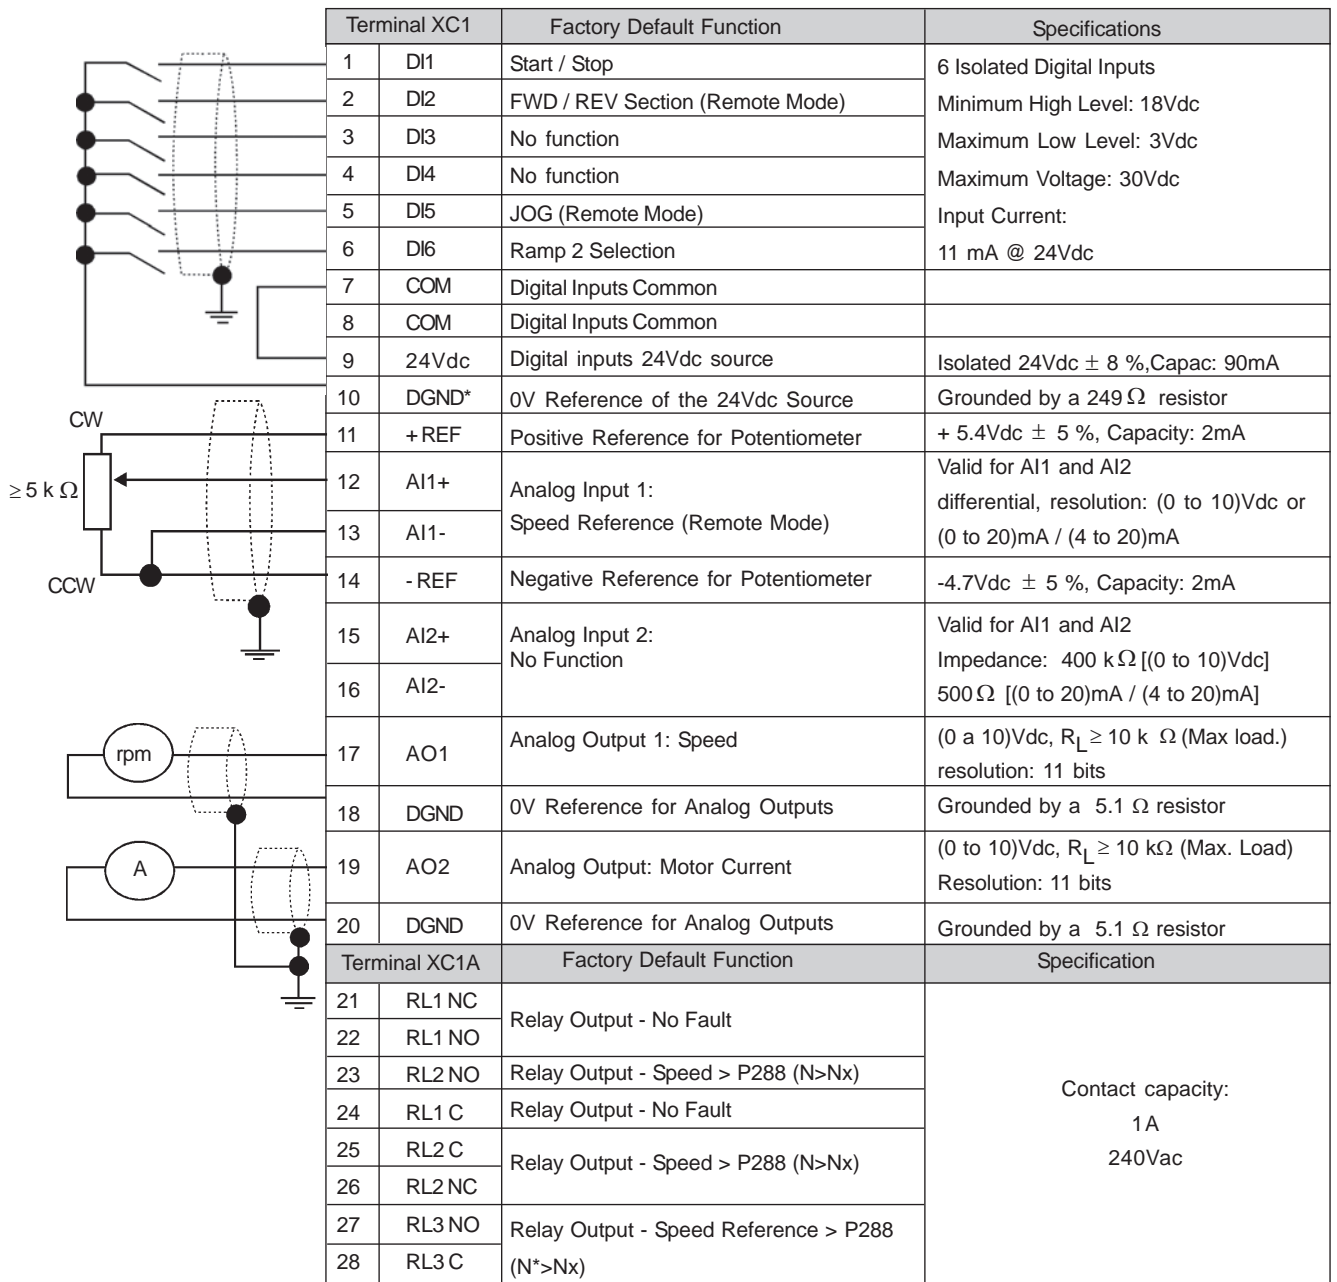 Terminal XC1 Factory Default Function Specifications
1 DI1 Start / Stop
2 DI2 FWD / REV Section (Remote Mode)
3 DI3 No function
4 DI4 No function
5 DI5 JOG (Remote Mode)
6 DI6 Ramp 2 Selection
6 Isolated Digital Inputs
Minimum High Level: 18Vdc
Maximum Low Level: 3Vdc
Maximum Voltage: 30Vdc
Input Current:
11 mA @ 24Vdc
7 COM Digital Inputs Common
8 COM Digital Inputs Common
9 24Vdc Digital inputs 24Vdc source Isolated 24Vdc ± 8 %,Capac: 90mA
10 DGND* 0V Reference of the 24Vdc Source Grounded by a 249 Ω resistor
CW
≥ 5 k Ω
CCW
11 + REF Positive Reference for Potentiometer + 5.4Vdc ± 5 %, Capacity: 2mA
12 AI1+
13 AI1-
Analog Input 1:
Speed Reference (Remote Mode)
Valid for AI1 and AI2
differential, resolution: (0 to 10)Vdc or
(0 to 20)mA / (4 to 20)mA
14 - REF Negative Reference for Potentiometer -4.7Vdc ± 5 %, Capacity: 2mA
15 AI2+
16 AI2-
Analog Input 2:
No Function
Valid for AI1 and AI2
Impedance: 400 k Ω [(0 to 10)Vdc]
500 Ω [(0 to 20)mA / (4 to 20)mA]
rpm
17 AO1 Analog Output 1: Speed
(0 a 10)Vdc, RL ≥ 10 k Ω (Max load.)
resolution: 11 bits
18 DGND 0V Reference for Analog Outputs Grounded by a 5.1 Ω resistor
A
19 AO2 Analog Output: Motor Current
(0 to 10)Vdc, RL ≥ 10 kΩ (Max. Load)
Resolution: 11 bits
20 DGND 0V Reference for Analog Outputs Grounded by a 5.1 Ω resistor
Terminal XC1A Factory Default Function Specification
21 RL1 NC
22 RL1 NO
Relay Output - No Fault
23 RL2 NO Relay Output - Speed > P288 (N>Nx)
24 RL1 C Relay Output - No Fault
25 RL2 C
26 RL2 NC
Relay Output - Speed > P288 (N>Nx)
27 RL3 NO
28 RL3 C
Relay Output - Speed Reference > P288
(N*>Nx)
Contact capacity:
1A
240Vac